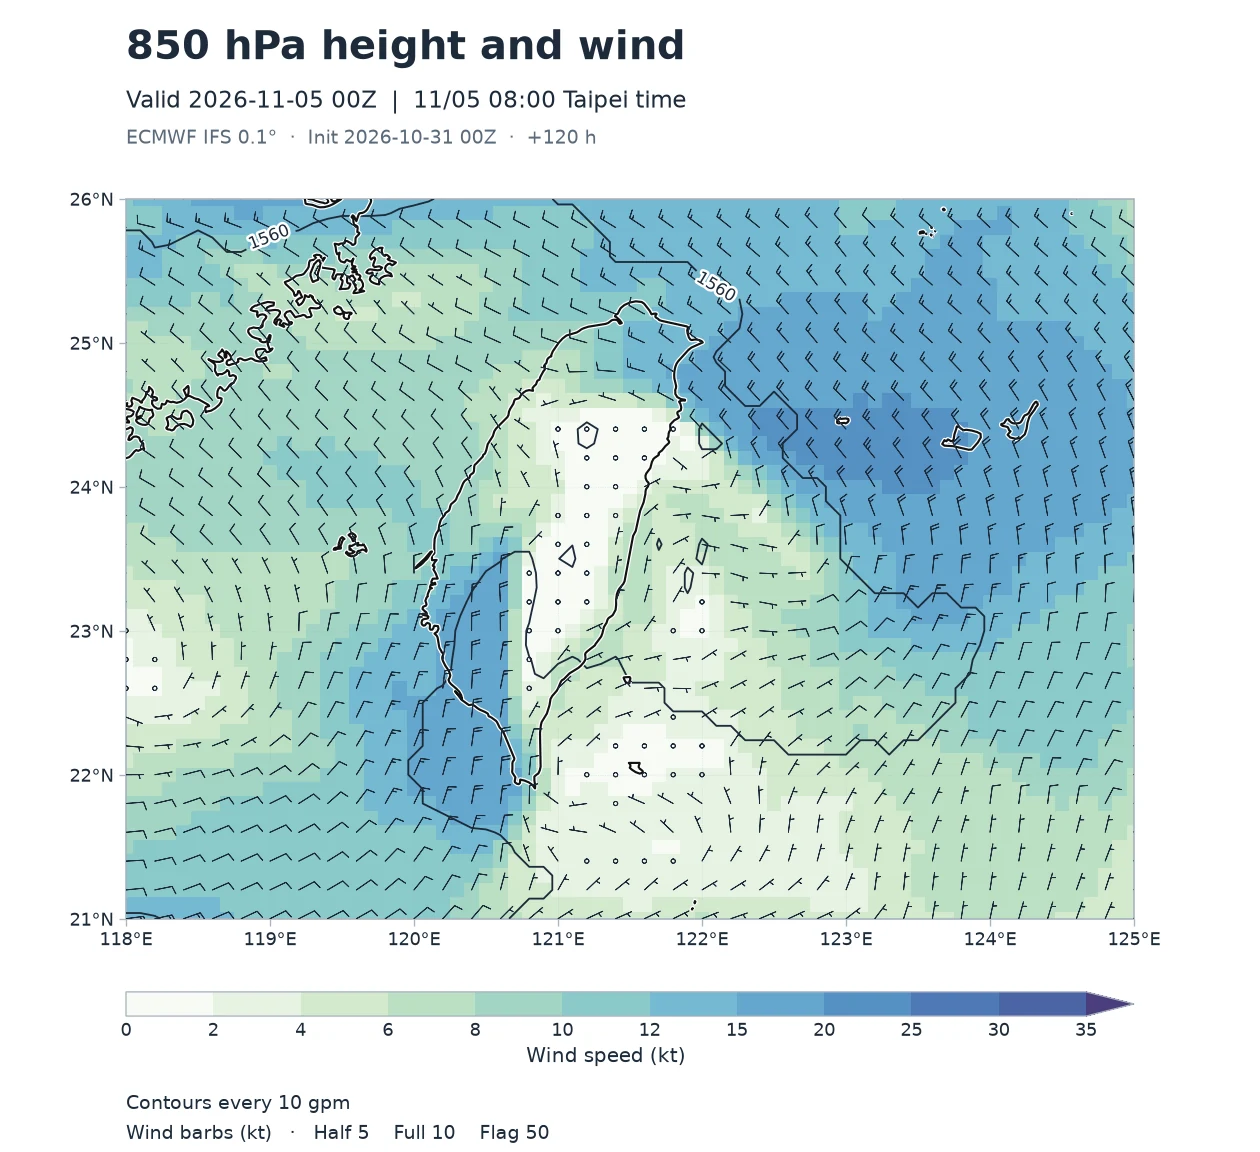 850 hPa height and wind
Valid 2026-11-05 00Z | 11/05 08:00 Taipei time
ECMWF IFS 0.1° · Init 2026-10-31 00Z · +120 h
26°N
25°N
24°N
23°N
22°N
21°N
1560
1560
118°E 119°E 120°E 121°E 122°E 123°E 124°E 125°E
0 2 4 6 8 10 12 15 20 25 30 35
Wind speed (kt)
Contours every 10 gpm
Wind barbs (kt) · Half 5 Full 10 Flag 50